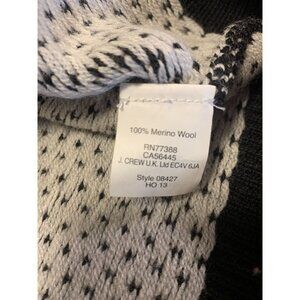 100% Merino Wool
RN77388
CA56445
J. CREW U.K. Ltd EC4V 6JA
Style 08427
HO 13